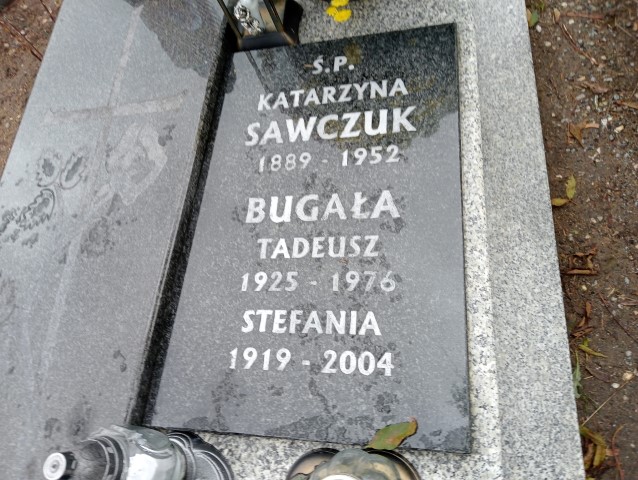 Ś.P.
KATARZYNA
SAWCZUK
1889 - 1952
BUGAŁA
TADEUSZ
1925 - 1976
STEFANIA
1919 - 2004